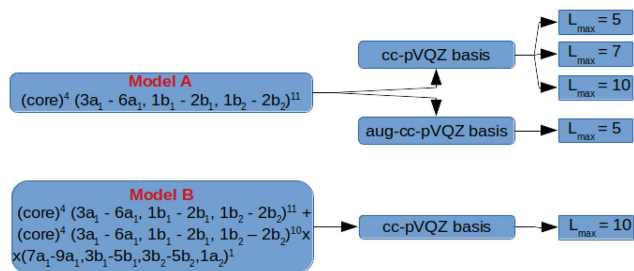 Model A
(core)⁴ (3a₁ - 6a₁, 1b₁ - 2b₁, 1b₂ - 2b₂)¹¹
cc-pVQZ basis
aug-cc-pVQZ basis
Lₘₐₓ = 5
Lₘₐₓ = 7
Lₘₐₓ = 10
Lₘₐₓ = 5
Model B
(core)⁴ (3a₁ - 6a₁, 1b₁ - 2b₁, 1b₂ - 2b₂)¹¹ +
(core)⁴ (3a₁ - 6a₁, 1b₁ - 2b₁, 1b₂ – 2b₂)¹⁰x
x(7a₁-9a₁,3b₁-5b₁,3b₂-5b₂,1a₂)¹
cc-pVQZ basis
Lₘₐₓ = 10